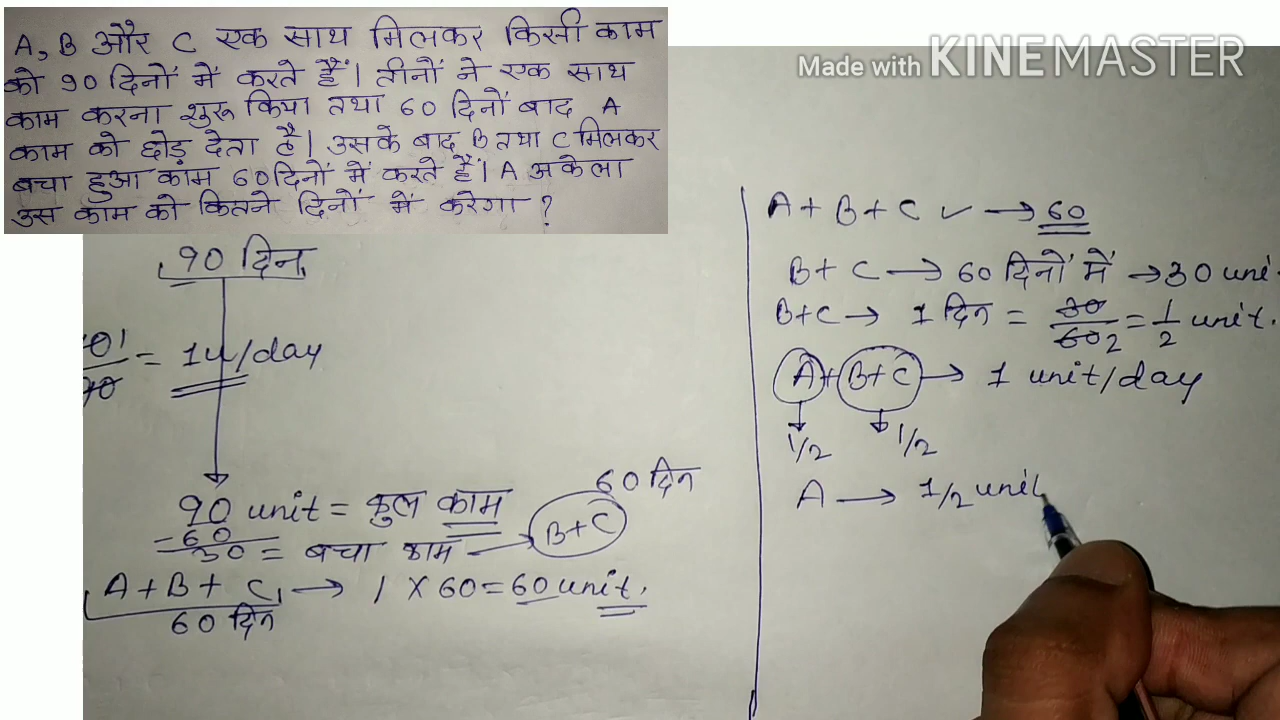 A, B और C एक साथ मिलकर किसी काम
को 90 दिनों में करते हैं। तीनों ने एक साथ
काम करना शुरू किया तथा 60 दिनों बाद A
काम को छोड़ देता है। उसके बाद B तथा C मिलकर
बचा हुआ काम 60 दिनों में करते हैं। A अकेला
उस काम को कितने दिनों में करेगा ?
Made with KINEMASTER
90 दिन
= 1u/day
90 unit = कुल काम
-60
30 = बचा काम → B+C
60 दिन
A + B + C → 1 × 60 = 60 unit.
60 दिन
A + B + C ✓ → 60
B + C → 60 दिनों में → 30 uni
B+C → 1 दिन = 30/60 2 = 1/2 unit.
A + B+C → 1 unit/day
1/2 1/2
A → 1/2 unit